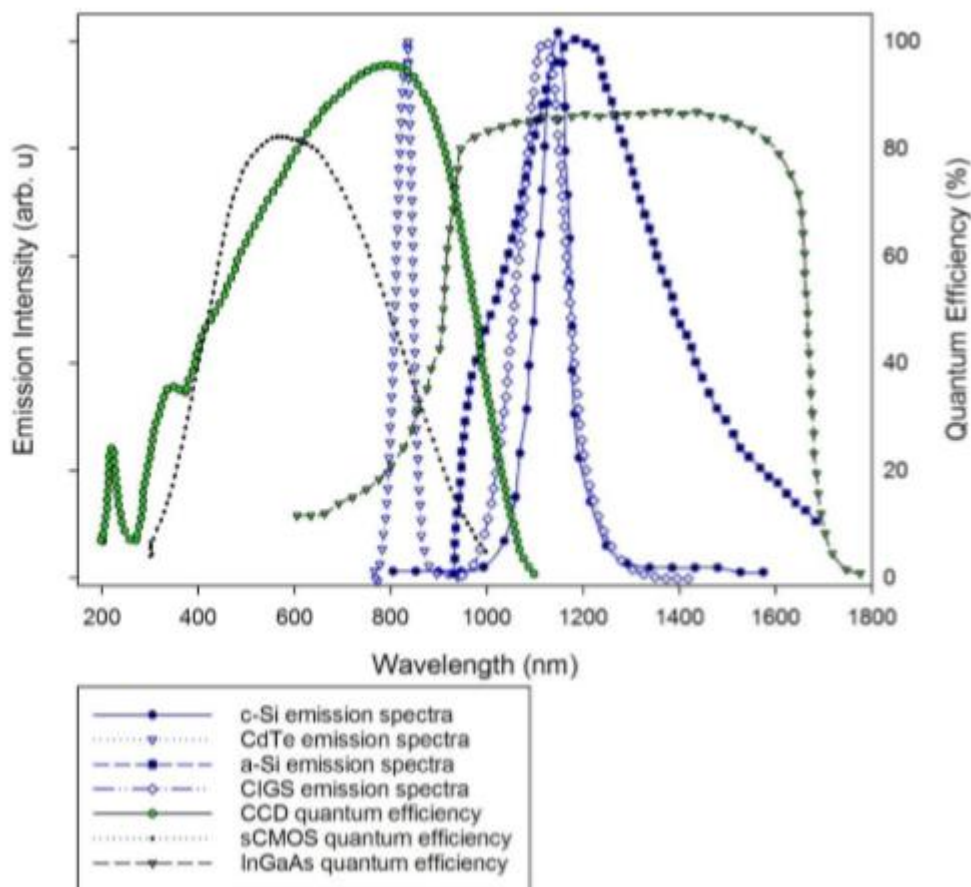 Emission Intensity (arb. u)
100
80
60
40
20
0
Quantum Efficiency (%)
200 400 600 800 1000 1200 1400 1600 1800
Wavelength (nm)
c-Si emission spectra
CdTe emission spectra
a-Si emission spectra
CIGS emission spectra
CCD quantum efficiency
sCMOS quantum efficiency
InGaAs quantum efficiency